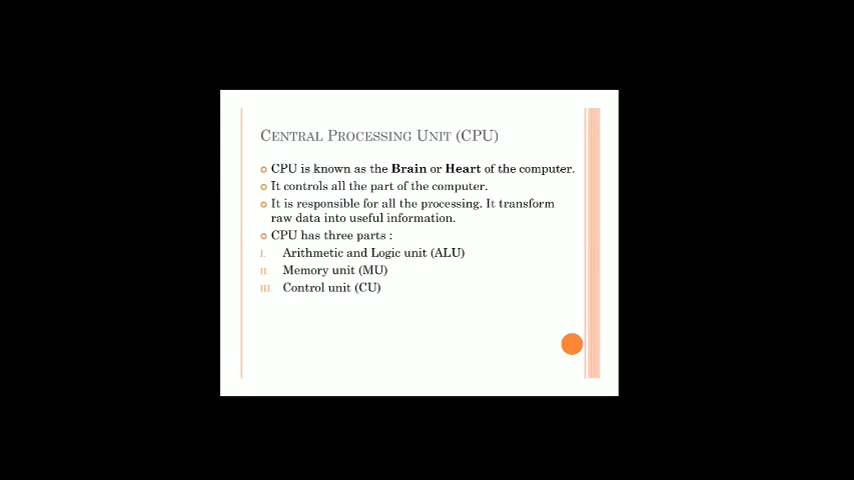 CENTRAL PROCESSING UNIT (CPU)
CPU is known as the Brain or Heart of the computer.
It controls all the part of the computer.
It is responsible for all the processing. It transform
raw data into useful information.
CPU has three parts :
I. Arithmetic and Logic unit (ALU)
II. Memory unit (MU)
III. Control unit (CU)